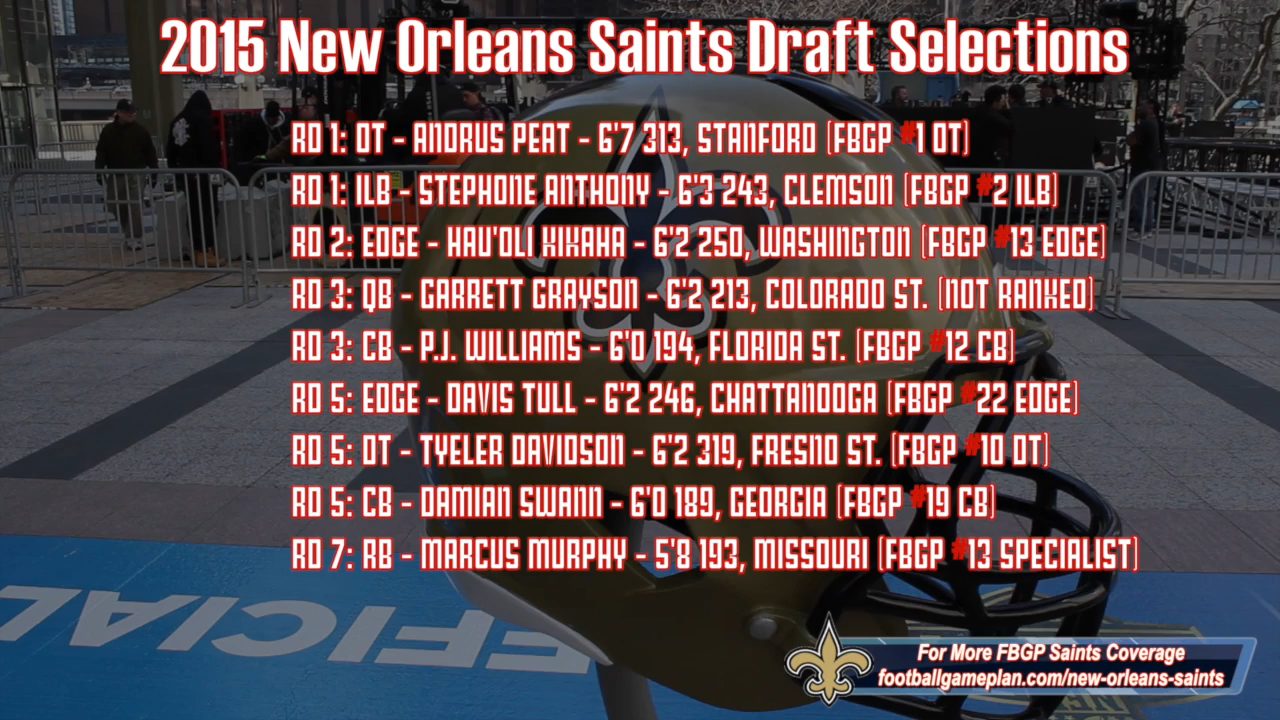 2015 New Orleans Saints Draft Selections
RD 1: OT - ANDRUS PEAT - 6'7 313, STANFORD (FBGP #1 OT)
RD 1: ILB - STEPHONE ANTHONY - 6'3 243, CLEMSON (FBGP #2 ILB)
RD 2: EDGE - HAU'OLI KIKAHA - 6'2 250, WASHINGTON (FBGP #13 EDGE)
RD 3: QB - GARRETT GRAYSON - 6'2 213, COLORADO ST. (NOT RANKED)
RD 3: CB - P.J. WILLIAMS - 6'0 194, FLORIDA ST. (FBGP #12 CB)
RD 5: EDGE - DAVIS TULL - 6'2 246, CHATTANOOGA (FBGP #22 EDGE)
RD 5: OT - TYELER DAVIDSON - 6'2 319, FRESNO ST. (FBGP #10 OT)
RD 5: CB - DAMIAN SWANN - 6'0 189, GEORGIA (FBGP #19 CB)
RD 7: RB - MARCUS MURPHY - 5'8 193, MISSOURI (FBGP #13 SPECIALIST)
FFICIAL
For More FBGP Saints Coverage
footballgameplan.com/new-orleans-saints